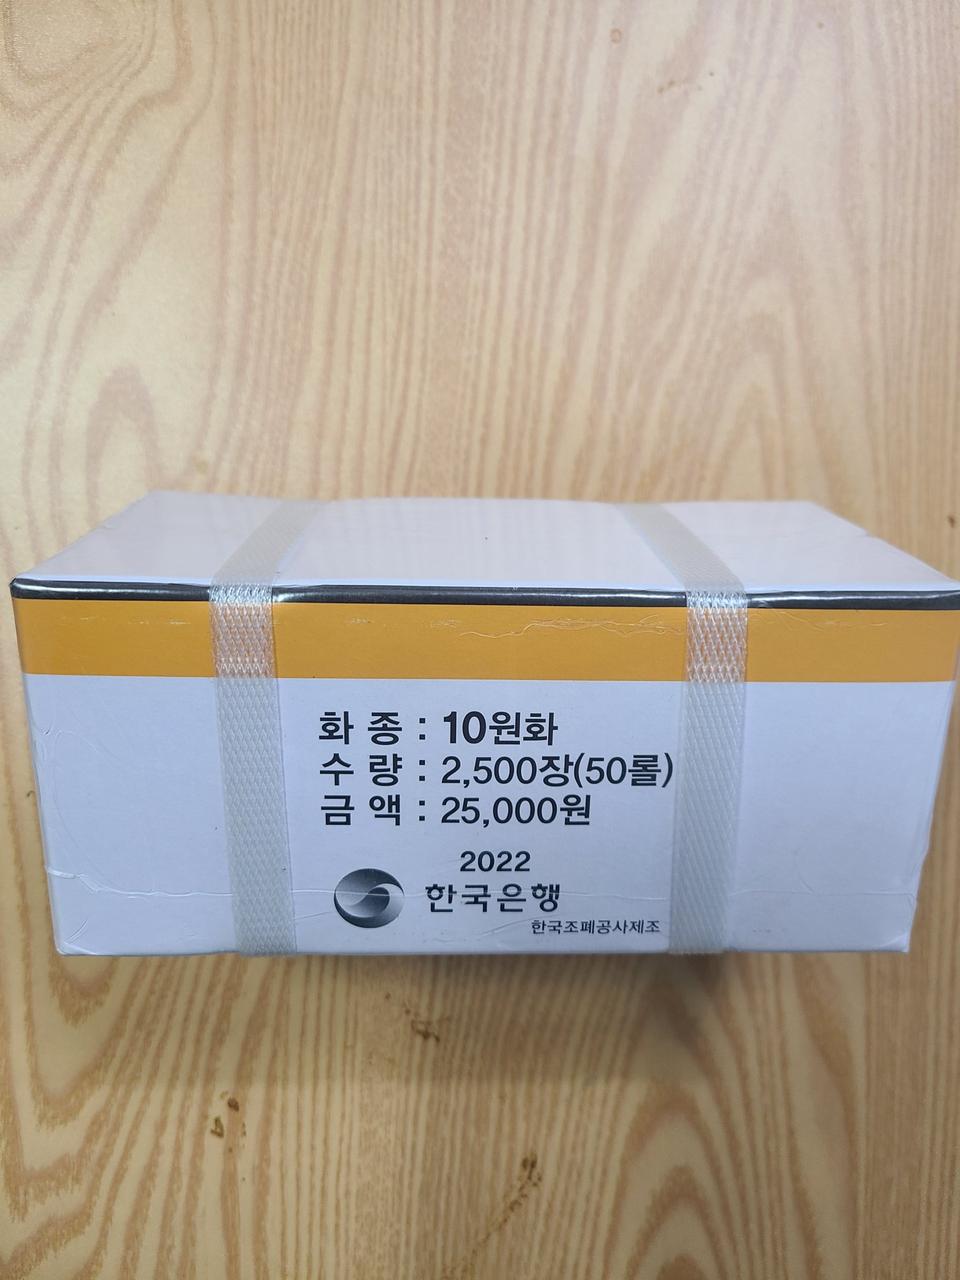 화 종 : 10원화
수 량 : 2,500장(50롤)
금 액 : 25,000원
2022
한국은행
한국조폐공사제조